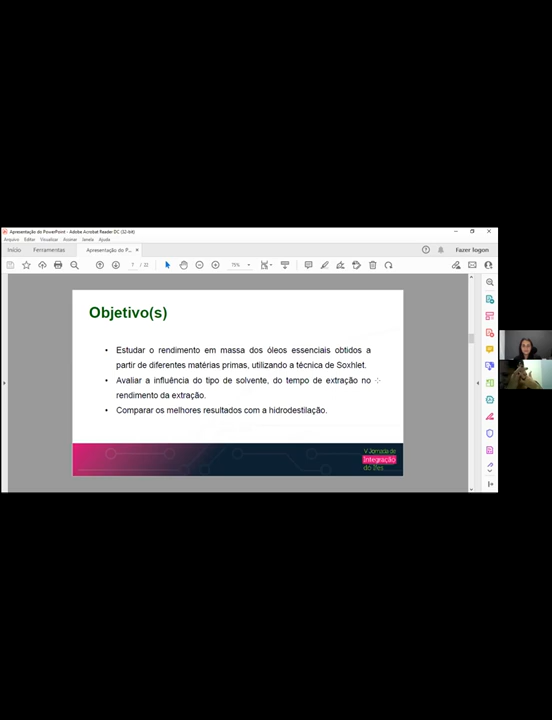 Apresentação do PowerPoint - Adobe Acrobat Reader DC (32-bit)
Arquivo Editar Visualizar Assinar Janela Ajuda
Início Ferramentas Apresentação do P... ×
Fazer logon
7 / 22 75%
Objetivo(s)
• Estudar o rendimento em massa dos óleos essenciais obtidos a
partir de diferentes matérias primas, utilizando a técnica de Soxhlet.
• Avaliar a influência do tipo de solvente, do tempo de extração no
rendimento da extração.
• Comparar os melhores resultados com a hidrodestilação.
V Jornada de
Integração
do Ifes